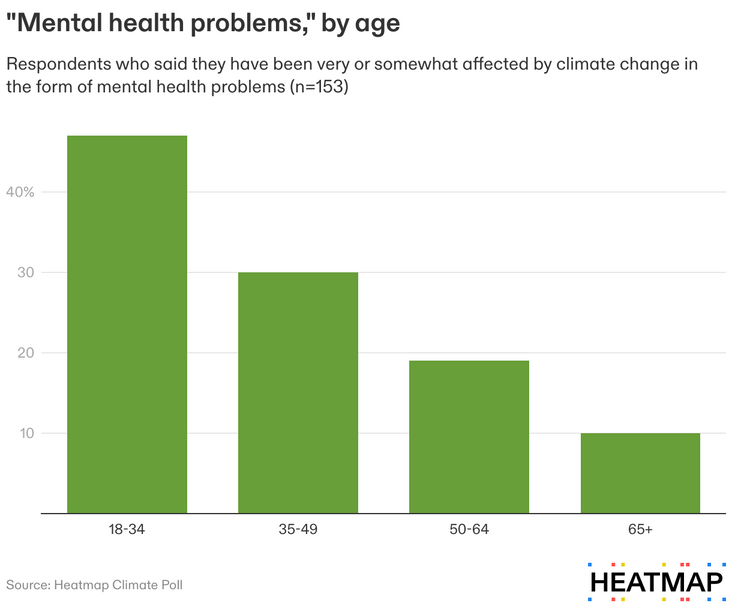 "Mental health problems," by age
Respondents who said they have been very or somewhat affected by climate change in
the form of mental health problems (n=153)
40%
30
20
10
18-34
35-49
50-64
65+
Source: Heatmap Climate Poll
HEATMAP